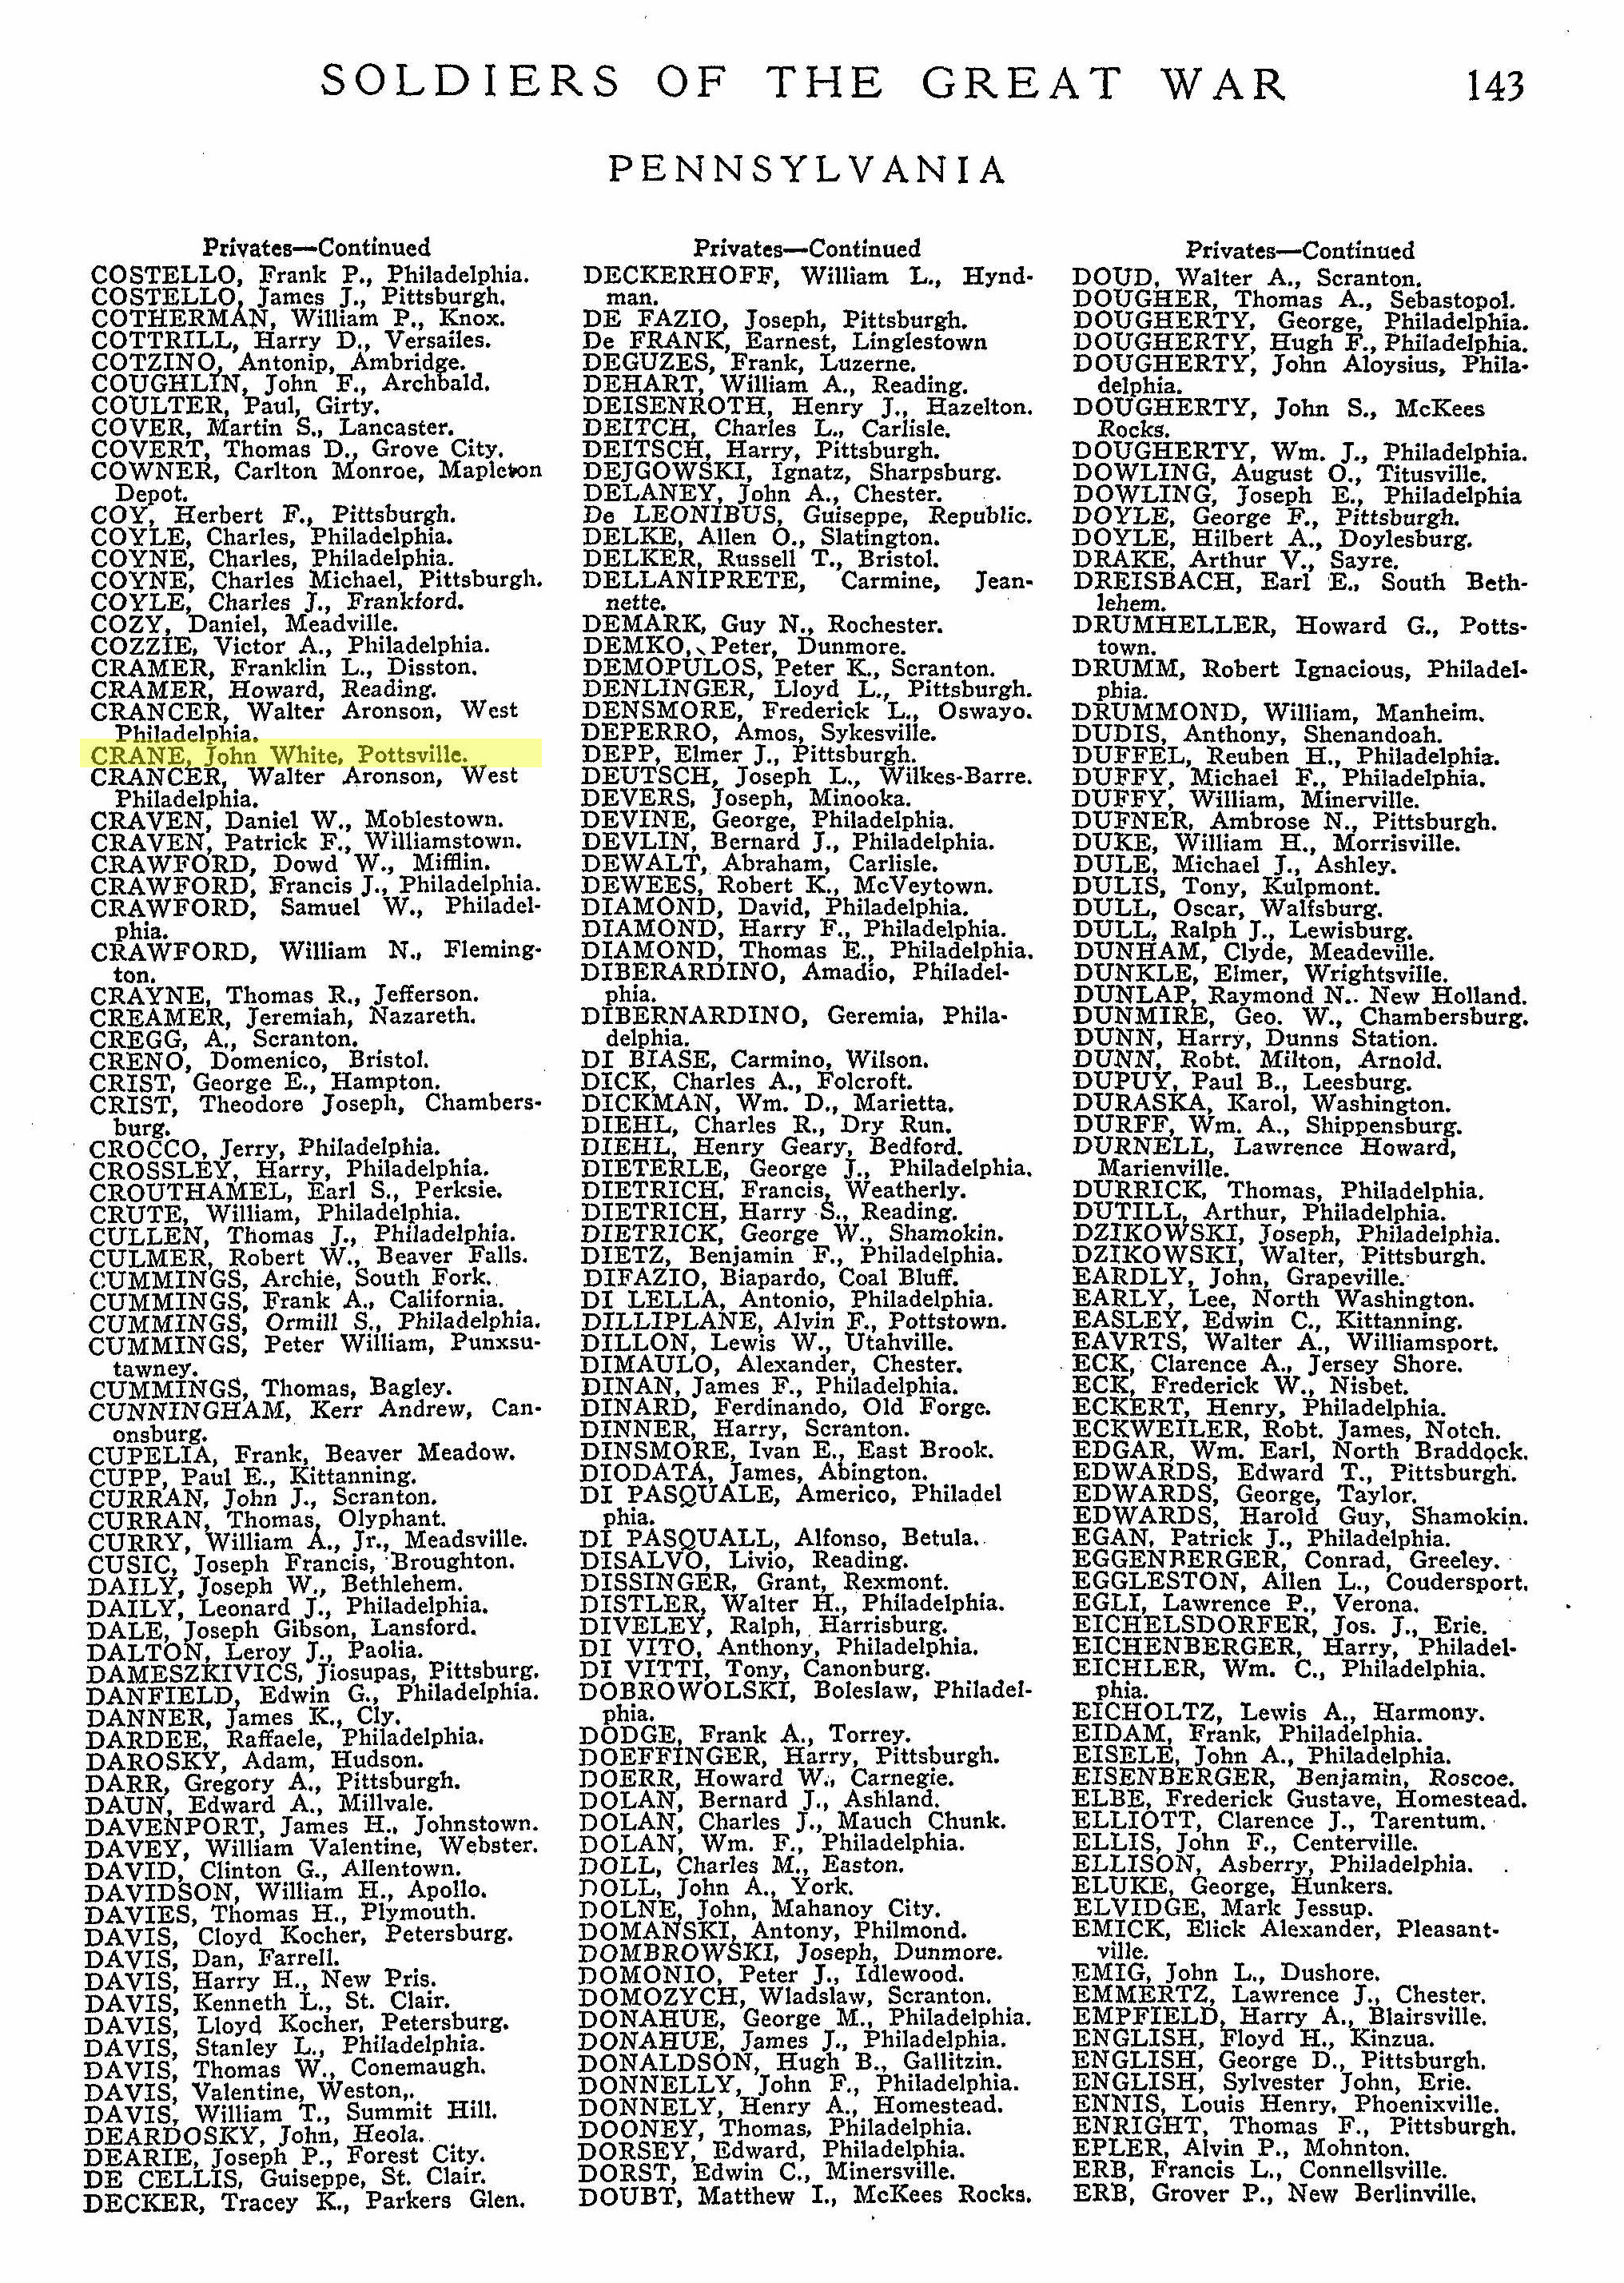 SOLDIERS OF THE GREAT WAR 143
PENNSYLVANIA
Privates—Continued
COSTELLO, Frank P., Philadelphia.
COSTELLO, James J., Pittsburgh.
COTHERMAN, William P., Knox.
COTTRILL, Harry D., Versailes.
COTZINO, Antonip, Ambridge.
COUGHLIN, John F., Archbald.
COULTER, Paul, Girty.
COVER, Martin S., Lancaster.
COVERT, Thomas D., Grove City.
COWNER, Carlton Monroe, Mapleton
Depot.
COY, Herbert F., Pittsburgh.
COYLE, Charles, Philadelphia.
COYNE, Charles, Philadelphia.
COYNE, Charles Michael, Pittsburgh.
COYLE, Charles J., Frankford.
COZY, Daniel, Meadville.
COZZIE, Victor A., Philadelphia.
CRAMER, Franklin L., Disston.
CRAMER, Howard, Reading.
CRANCER, Walter Aronson, West
Philadelphia.
CRANE, John White, Pottsville.
CRANCER, Walter Aronson, West
Philadelphia.
CRAVEN, Daniel W., Moblestown.
CRAVEN, Patrick F., Williamstown.
CRAWFORD, Dowd W., Mifflin.
CRAWFORD, Francis J., Philadelphia.
CRAWFORD, Samuel W., Philadel-
phia.
CRAWFORD, William N., Fleming-
ton.
CRAYNE, Thomas R., Jefferson.
CREAMER, Jeremiah, Nazareth.
CREGG, A., Scranton.
CRENO, Domenico, Bristol.
CRIST, George E., Hampton.
CRIST, Theodore Joseph, Chambers-
burg.
CROCCO, Jerry, Philadelphia.
CROSSLEY, Harry, Philadelphia.
CROUTHAMEL, Earl S., Perksie.
CRUTE, William, Philadelphia.
CULLEN, Thomas J., Philadelphia.
CULMER, Robert W., Beaver Falls.
CUMMINGS, Archie, South Fork.
CUMMINGS, Frank A., California.
CUMMINGS, Ormill S., Philadelphia.
CUMMINGS, Peter William, Punxsu-
tawney.
CUMMINGS, Thomas, Bagley.
CUNNINGHAM, Kerr Andrew, Can-
onsburg.
CUPELIA, Frank, Beaver Meadow.
CUPP, Paul E., Kittanning.
CURRAN, John J., Scranton.
CURRAN, Thomas, Olyphant.
CURRY, William A., Jr., Meadsville.
CUSIC, Joseph Francis, Broughton.
DAILY, Joseph W., Bethlehem.
DAILY, Leonard J., Philadelphia.
DALE, Joseph Gibson, Lansford.
DALTON, Leroy J., Paolia.
DAMESZKIVICS, Jiosupas, Pittsburg.
DANFIELD, Edwin G., Philadelphia.
DANNER, James K., Cly.
DARDEE, Raffaele, Philadelphia.
DAROSKY, Adam, Hudson.
DARR, Gregory A., Pittsburgh.
DAUN, Edward A., Millvale.
DAVENPORT, James H., Johnstown.
DAVEY, William Valentine, Webster.
DAVID, Clinton G., Allentown.
DAVIDSON, William H., Apollo.
DAVIES, Thomas H., Plymouth.
DAVIS, Cloyd Kocher, Petersburg.
DAVIS, Dan, Farrell.
DAVIS, Harry H., New Pris.
DAVIS, Kenneth L., St. Clair.
DAVIS, Lloyd Kocher, Petersburg.
DAVIS, Stanley L., Philadelphia.
DAVIS, Thomas W., Conemaugh.
DAVIS, Valentine, Weston,.
DAVIS, William T., Summit Hill.
DEARDOSKY, John, Heola.
DEARIE, Joseph P., Forest City.
DE CELLIS, Guiseppe, St. Clair.
DECKER, Tracey K., Parkers Glen.
Privates—Continued
DECKERHOFF, William L., Hynd-
man.
DE FAZIO, Joseph, Pittsburgh.
De FRANK, Earnest, Linglestown
DEGUZES, Frank, Luzerne.
DEHART, William A., Reading.
DEISENROTH, Henry J., Hazelton.
DEITCH, Charles L., Carlisle.
DEITSCH, Harry, Pittsburgh.
DEJGOWSKI, Ignatz, Sharpsburg.
DELANEY, John A., Chester.
De LEONIBUS, Guiseppe, Republic.
DELKE, Allen O., Slatington.
DELKER, Russell T., Bristol.
DELLANIPRETE, Carmine, Jean-
nette.
DEMARK, Guy N., Rochester.
DEMKO, Peter, Dunmore.
DEMOPULOS, Peter K., Scranton.
DENLINGER, Lloyd L., Pittsburgh.
DENSMORE, Frederick L., Oswayo.
DEPERRO, Amos, Sykesville.
DEPP, Elmer J., Pittsburgh.
DEUTSCH, Joseph L., Wilkes-Barre.
DEVERS, Joseph, Minooka.
DEVINE, George, Philadelphia.
DEVLIN, Bernard J., Philadelphia.
DEWALT, Abraham, Carlisle.
DEWEES, Robert K., McVeytown.
DIAMOND, David, Philadelphia.
DIAMOND, Harry F., Philadelphia.
DIAMOND, Thomas E., Philadelphia.
DIBERARDINO, Amadio, Philadel-
phia.
DIBERNARDINO, Geremia, Phila-
delphia.
DI BIASE, Carmino, Wilson.
DICK, Charles A., Folcroft.
DICKMAN, Wm. D., Marietta.
DIEHL, Charles R., Dry Run.
DIEHL, Henry Geary, Bedford.
DIETERLE, George J., Philadelphia.
DIETRICH, Francis, Weatherly.
DIETRICH, Harry S., Reading.
DIETRICK, George W., Shamokin.
DIETZ, Benjamin F., Philadelphia.
DIFAZIO, Biapardo, Coal Bluff.
DI LELLA, Antonio, Philadelphia.
DILLIPLANE, Alvin F., Pottstown.
DILLON, Lewis W., Utahville.
DIMAULO, Alexander, Chester.
DINAN, James F., Philadelphia.
DINARD, Ferdinando, Old Forge.
DINNER, Harry, Scranton.
DINSMORE, Ivan E., East Brook.
DIODATA, James, Abington.
DI PASQUALE, Americo, Philadel
phia.
DI PASQUALL, Alfonso, Betula.
DISALVO, Livio, Reading.
DISSINGER, Grant, Rexmont.
DISTLER, Walter H., Philadelphia.
DIVELEY, Ralph, Harrisburg.
DI VITO, Anthony, Philadelphia.
DI VITTI, Tony, Canonburg.
DOBROWOLSKI, Boleslaw, Philadel-
phia.
DODGE, Frank A., Torrey.
DOEFFINGER, Harry, Pittsburgh.
DOERR, Howard W., Carnegie.
DOLAN, Bernard J., Ashland.
DOLAN, Charles J., Mauch Chunk.
DOLAN, Wm. F., Philadelphia.
DOLL, Charles M., Easton.
DOLL, John A., York.
DOLNE, John, Mahanoy City.
DOMANSKI, Antony, Philmond.
DOMBROWSKI, Joseph, Dunmore.
DOMONIO, Peter J., Idlewood.
DOMOZYCH, Wladslaw, Scranton.
DONAHUE, George M., Philadelphia.
DONAHUE, James J., Philadelphia.
DONALDSON, Hugh B., Gallitzin.
DONNELLY, John F., Philadelphia.
DONNELY, Henry A., Homestead.
DOONEY, Thomas, Philadelphia.
DORSEY, Edward, Philadelphia.
DORST, Edwin C., Minersville.
DOUBT, Matthew I., McKees Rocks.
Privates—Continued
DOUD, Walter A., Scranton.
DOUGHER, Thomas A., Sebastopol.
DOUGHERTY, George, Philadelphia.
DOUGHERTY, Hugh F., Philadelphia.
DOUGHERTY, John Aloysius, Phila-
delphia.
DOUGHERTY, John S., McKees
Rocks.
DOUGHERTY, Wm. J., Philadelphia.
DOWLING, August O., Titusville.
DOWLING, Joseph E., Philadelphia
DOYLE, George F., Pittsburgh.
DOYLE, Hilbert A., Doylesburg.
DRAKE, Arthur V., Sayre.
DREISBACH, Earl E., South Beth-
lehem.
DRUMHELLER, Howard G., Potts-
town.
DRUMM, Robert Ignacious, Philadel-
phia.
DRUMMOND, William, Manheim.
DUDIS, Anthony, Shenandoah.
DUFFEL, Reuben H., Philadelphia.
DUFFY, Michael F., Philadelphia.
DUFFY, William, Minerville.
DUFNER, Ambrose N., Pittsburgh.
DUKE, William H., Morrisville.
DULE, Michael J., Ashley.
DULIS, Tony, Kulpmont.
DULL, Oscar, Walfsburg.
DULL, Ralph J., Lewisburg.
DUNHAM, Clyde, Meadeville.
DUNKLE, Elmer, Wrightsville.
DUNLAP, Raymond N.. New Holland.
DUNMIRE, Geo. W., Chambersburg.
DUNN, Harry, Dunns Station.
DUNN, Robt. Milton, Arnold.
DUPUY, Paul B., Leesburg.
DURASKA, Karol, Washington.
DURFF, Wm. A., Shippensburg.
DURNELL, Lawrence Howard,
Marienville.
DURRICK, Thomas, Philadelphia.
DUTILL, Arthur, Philadelphia.
DZIKOWSKI, Joseph, Philadelphia.
DZIKOWSKI, Walter, Pittsburgh.
EARDLY, John, Grapeville.
EARLY, Lee, North Washington.
EASLEY, Edwin C., Kittanning.
EAVRTS, Walter A., Williamsport.
ECK, Clarence A., Jersey Shore.
ECK, Frederick W., Nisbet.
ECKERT, Henry, Philadelphia.
ECKWEILER, Robt. James, Notch.
EDGAR, Wm. Earl, North Braddock.
EDWARDS, Edward T., Pittsburgh.
EDWARDS, George, Taylor.
EDWARDS, Harold Guy, Shamokin.
EGAN, Patrick J., Philadelphia.
EGGENBERGER, Conrad, Greeley.
EGGLESTON, Allen L., Coudersport.
EGLI, Lawrence P., Verona.
EICHELSDORFER, Jos. J., Erie.
EICHENBERGER, Harry, Philadel-
EICHLER, Wm. C., Philadelphia.
phia.
EICHOLTZ, Lewis A., Harmony.
EIDAM, Frank, Philadelphia.
EISELE, John A., Philadelphia.
EISENBERGER, Benjamin, Roscoe.
ELBE, Frederick Gustave, Homestead.
ELLIOTT, Clarence J., Tarentum.
ELLIS, John F., Centerville.
ELLISON, Asberry, Philadelphia.
ELUKE, George, Hunkers.
ELVIDGE, Mark Jessup.
EMICK, Elick Alexander, Pleasant-
ville.
EMIG, John L., Dushore.
EMMERTZ, Lawrence J., Chester.
EMPFIELD, Harry A., Blairsville.
ENGLISH, Floyd H., Kinzua.
ENGLISH, George D., Pittsburgh.
ENGLISH, Sylvester John, Erie.
ENNIS, Louis Henry, Phoenixville.
ENRIGHT, Thomas F., Pittsburgh.
EPLER, Alvin P., Mohnton.
ERB, Francis L., Connellsville.
ERB, Grover P., New Berlinville.